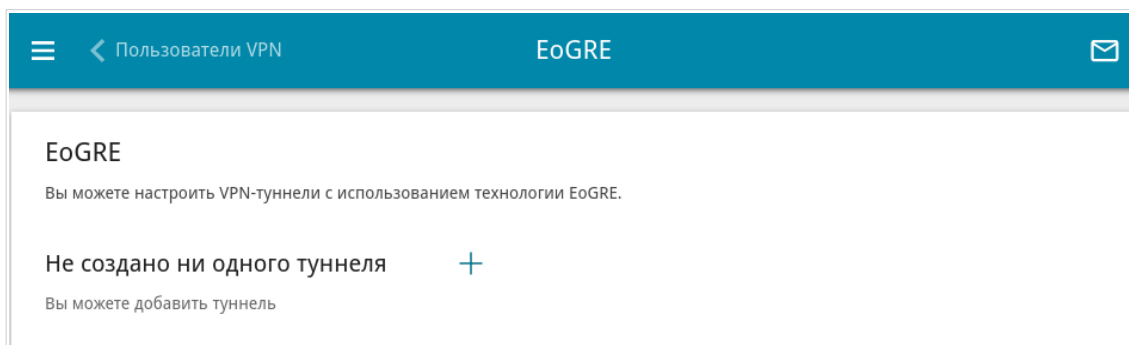 Пользователи VPN
EoGRE
EoGRE
Вы можете настроить VPN-туннели с использованием технологии EoGRE.
Не создано ни одного туннеля
Вы можете добавить туннель